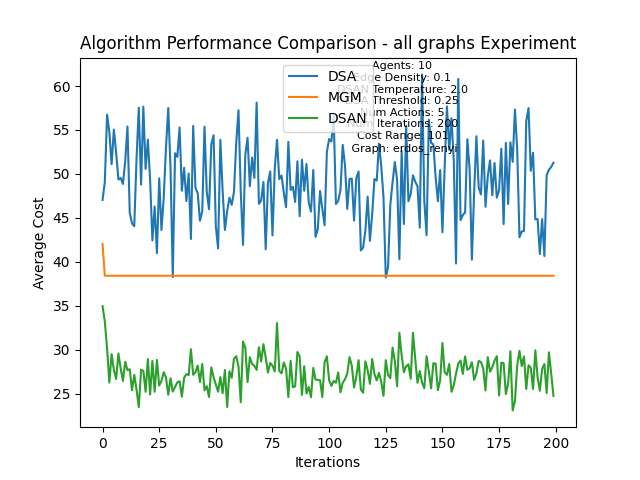 Algorithm Performance Comparison - all graphs Experiment
Agents: 10
Edge Density: 0.1
DSAN Temperature: 2.0
Threshold: 0.25
Num Actions: 5
Num Iterations: 200
Cost Range: 101
Graph: erdos_renyi
DSA
MGM
DSAN
Average Cost
60
55
50
45
40
35
30
25
0 25 50 75 100 125 150 175 200
Iterations